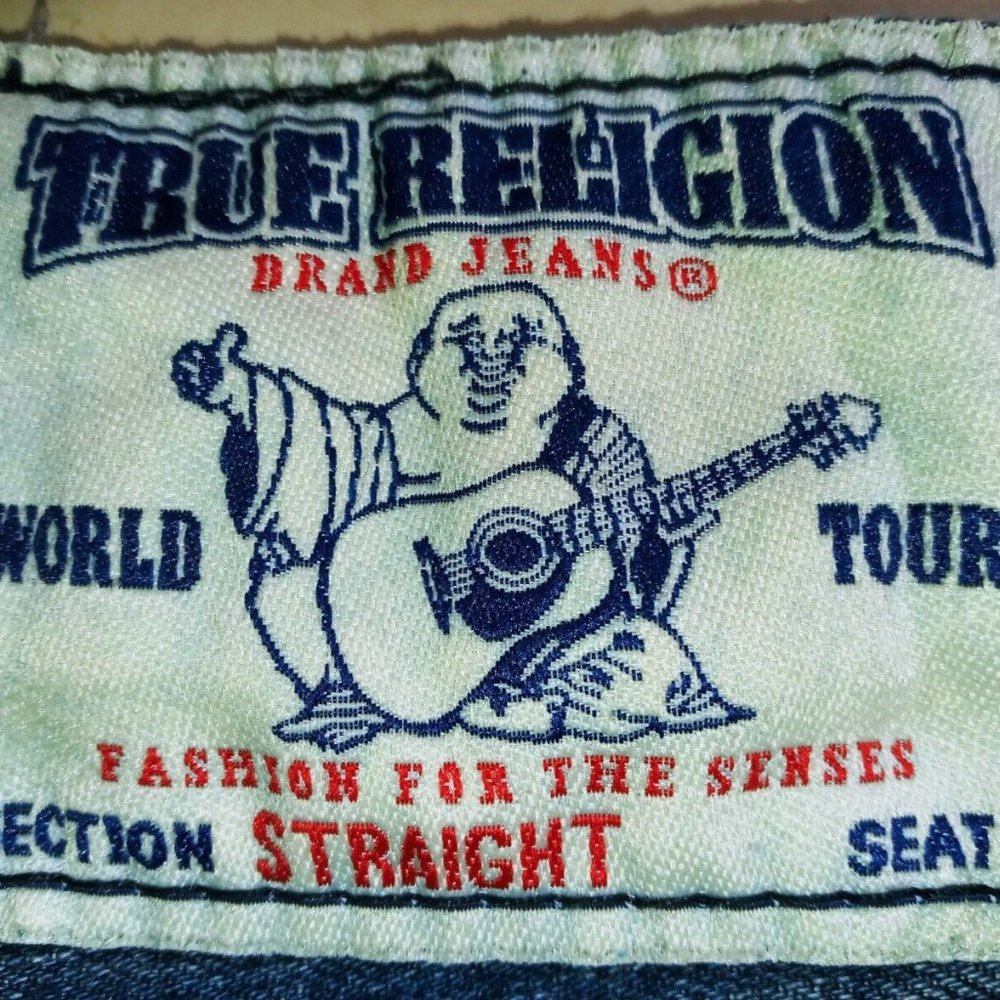 TRUE RELIGION
BRAND JEANS®
WORLD TOUR
FASHION FOR THE SENSES
ECTION STRAIGHT SEAT